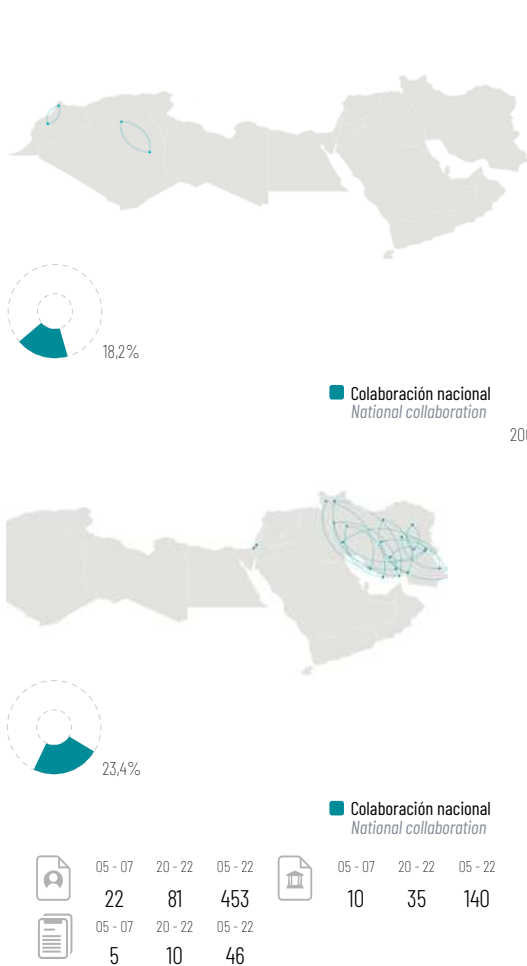 18,2%
Colaboración nacional
National collaboration
23,4%
Colaboración nacional
National collaboration
05 - 07 20 - 22 05 - 22 05 - 07 20 - 22 05 - 22
22 81 453 10 35 140
05 - 07 20 - 22 05 - 22
5 10 46